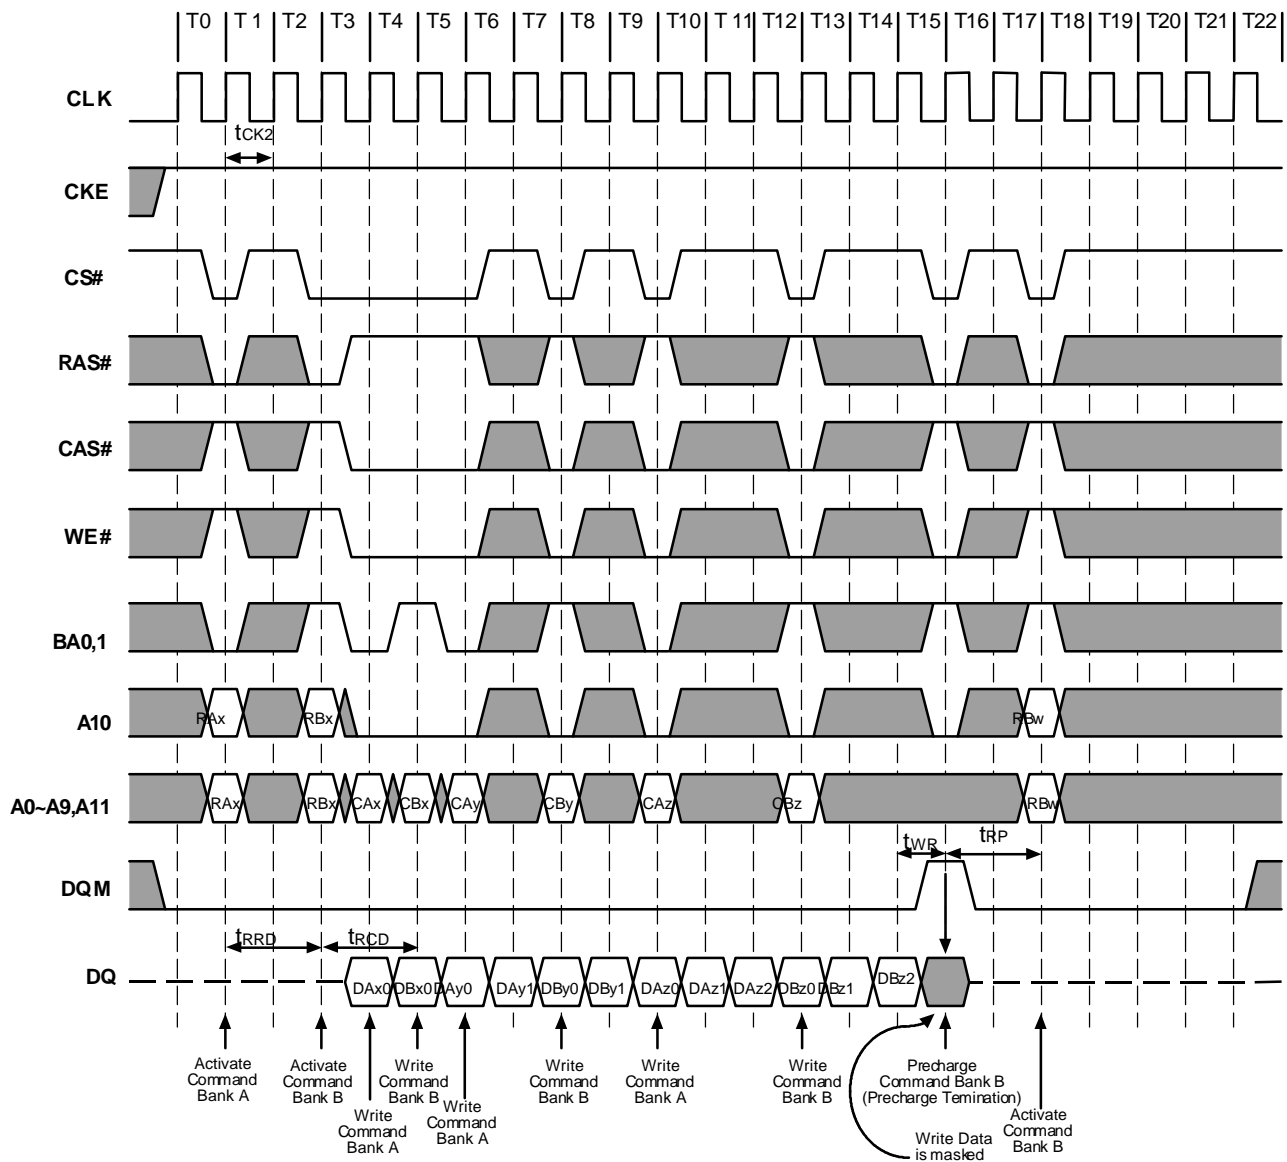 T0 T 1 T2 T3 T4 T5 T6 T7 T8 T9 T10 T 11 T12 T13 T14 T15 T16 T17 T18 T19 T20 T21 T22
CLK
tCK2
CKE
CS#
RAS#
CAS#
WE#
BA0,1
A10
RAx RBx RBw
A0~A9,A11
RAx RBx CAx CBx CAy CBy CAz CBz RBw
tWR tRP
DQM
tRRD tRCD
DQ
DAx0 DBx0 DAy0 DAy1 DBy0 DBy1 DAz0 DAz1 DAz2 DBz0 DBz1 DBz2
Activate
Command
Bank A
Activate
Command
Bank B
Write
Command
Bank A
Write
Command
Bank B
Write
Command
Bank A
Write
Command
Bank B
Write
Command
Bank A
Write
Command
Bank B
Precharge
Command Bank B
(Precharge Temination)
Write Data
is masked
Activate
Command
Bank B